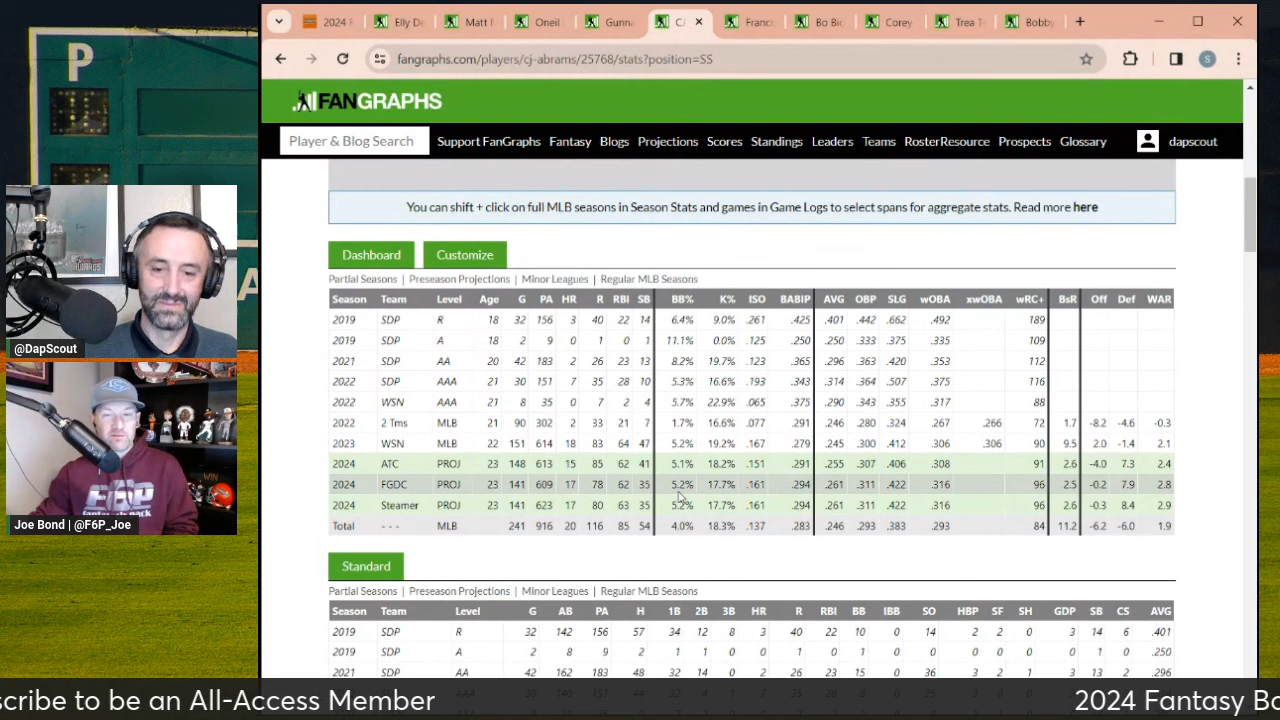 2024 F
Elly De
Matt M
Oneil
Gunna
CJ
Franci
Bo Bic
Corey
Trea T
Bobby
fangraphs.com/players/cj-abrams/25768/stats?position=SS
S
FANGRAPHS
Player & Blog Search Support FanGraphs Fantasy Blogs Projections Scores Standings Leaders Teams RosterResource Prospects Glossary dapscout
P
You can shift + click on full MLB seasons in Season Stats and games in Game Logs to select spans for aggregate stats. Read more here
Dashboard Customize
Partial Seasons | Preseason Projections | Minor Leagues | Regular MLB Seasons
Season Team Level Age G PA HR R RBI SB BB% K% ISO BABIP AVG OBP SLG wOBA xwOBA wRC+ BsR Off Def WAR
2019 SDP R 18 32 156 3 40 22 14 6.4% 9.0% .261 .425 .401 .442 .662 .492 189
2019 SDP A 18 2 9 0 1 0 1 11.1% 0.0% .125 .250 .250 .333 .375 .335 109
2021 SDP AA 20 42 183 2 26 23 13 8.2% 19.7% .123 .365 .296 .363 .420 .353 112
2022 SDP AAA 21 30 151 7 35 28 10 5.3% 16.6% .193 .343 .314 .364 .507 .375 116
2022 WSN AAA 21 8 35 0 7 2 4 5.7% 22.9% .065 .375 .290 .343 .355 .317 88
2022 2 Tms MLB 21 90 302 2 33 21 7 1.7% 16.6% .077 .291 .246 .280 .324 .267 .266 72 1.7 -8.2 -4.6 -0.3
2023 WSN MLB 22 151 614 18 83 64 47 5.2% 19.2% .167 .279 .245 .300 .412 .306 .306 90 9.5 2.0 -1.4 2.1
2024 ATC PROJ 23 148 613 15 85 62 41 5.1% 18.2% .151 .291 .255 .307 .406 .308 91 2.6 -4.0 7.3 2.4
2024 FGDC PROJ 23 141 609 17 78 62 35 5.2% 17.7% .161 .294 .261 .311 .422 .316 96 2.5 -0.2 7.9 2.8
2024 Steamer PROJ 23 141 623 17 80 63 35 5.2% 17.7% .161 .294 .261 .311 .422 .316 96 2.6 -0.3 8.4 2.9
Total - - - MLB 241 916 20 116 85 54 4.0% 18.3% .137 .283 .246 .293 .383 .293 84 11.2 -6.2 -6.0 1.9
Standard
Partial Seasons | Preseason Projections | Minor Leagues | Regular MLB Seasons
Season Team Level G AB PA H 1B 2B 3B HR R RBI BB IBB SO HBP SF SH GDP SB CS AVG
2019 SDP R 32 142 156 57 34 12 8 3 40 22 10 0 14 2 2 0 3 14 6 .401
2019 SDP A 2 8 9 2 1 1 0 0 1 0 1 0 0 0 0 0 0 1 0 .250
2021 SDP AA 42 162 183 48 32 14 0 2 26 23 15 0 36 3 2 1 3 13 2 .296
@DapScout
WIN
F6P
Joe Bond | @F6P_Joe
scribe to be an All-Access Member
2024 Fantasy Ba